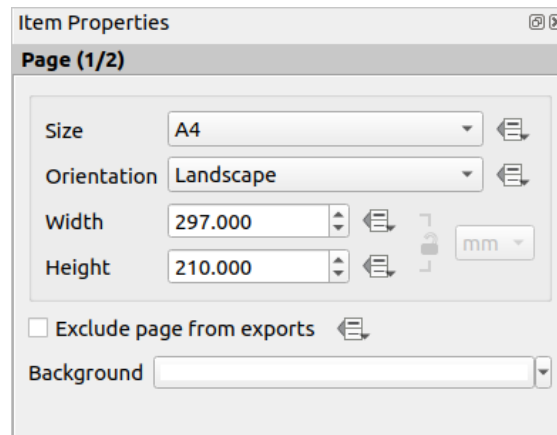 Item Properties
Page (1/2)
Size A4
Orientation Landscape
Width 297.000
mm
Height 210.000
Exclude page from exports
Background